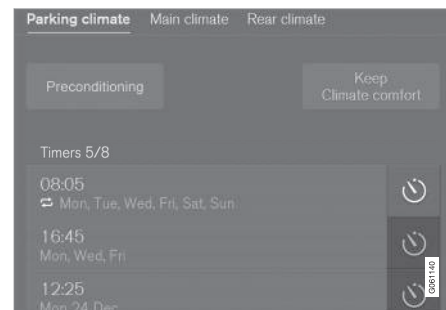 Parking climate Main climate Rear climate
Preconditioning
Keep
Climate comfort
Timers 5/8
08:05
Mon, Tue, Wed, Fri, Sat, Sun
16:45
Mon, Wed, Fri
12:25
Mon 24 Dec
G061140